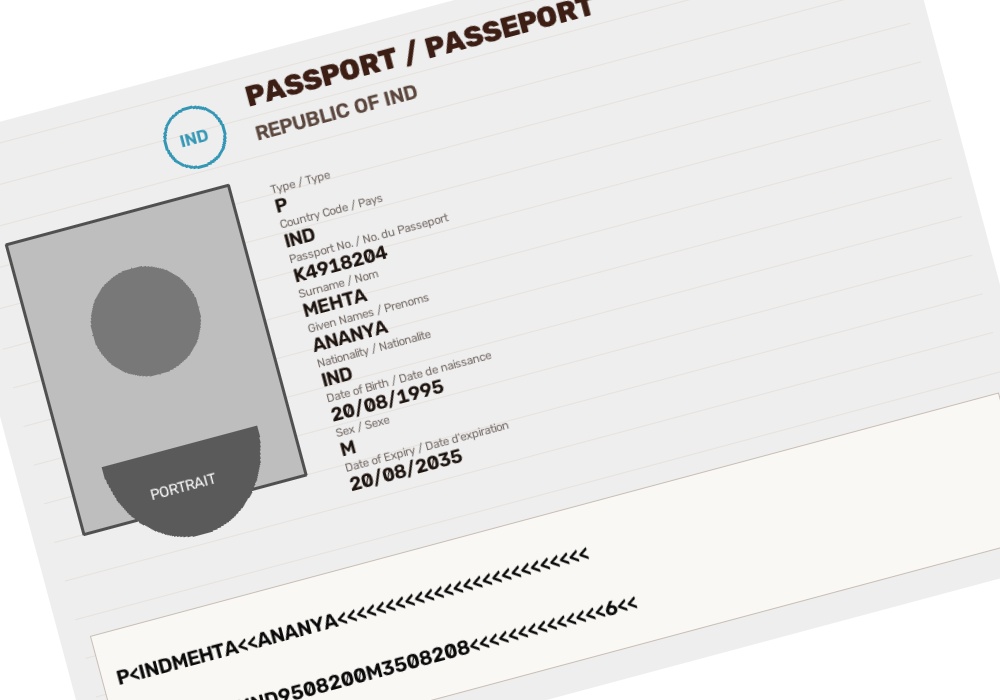 PASSPORT / PASSEPORT
IND
REPUBLIC OF IND
Type / Type
P
Country Code / Pays
IND
Passport No. / No. du Passeport
K4918204
Surname / Nom
MEHTA
Given Names / Prenoms
ANANYA
Nationality / Nationalite
IND
Date of Birth / Date de naissance
20/08/1995
Sex / Sexe
M
Date of Expiry / Date d'expiration
20/08/2035
PORTRAIT
P<INDMEHTA<<ANANYA<<<<<<<<<<<<<<<<<<<<<<<<<<
ND9508200M3508208<<<<<<<<<<<<<<6<<